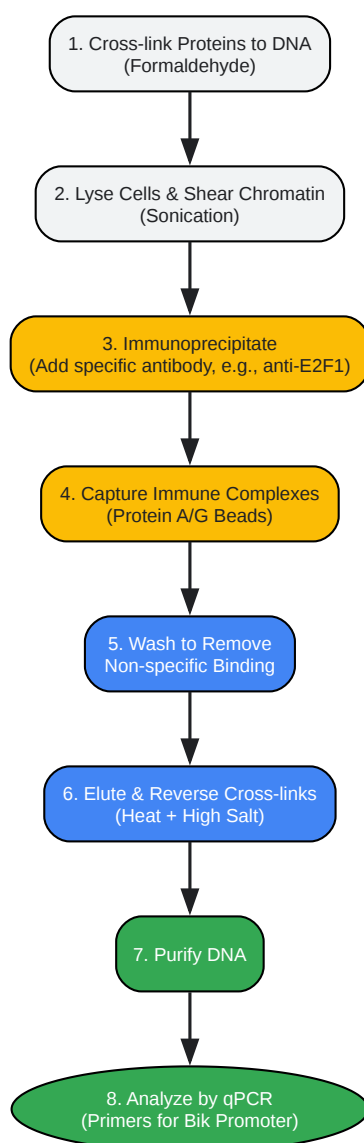 1. Cross-link Proteins to DNA
(Formaldehyde)
2. Lyse Cells & Shear Chromatin
(Sonication)
3. Immunoprecipitate
(Add specific antibody, e.g., anti-E2F1)
4. Capture Immune Complexes
(Protein A/G Beads)
5. Wash to Remove
Non-specific Binding
6. Elute & Reverse Cross-links
(Heat + High Salt)
7. Purify DNA
8. Analyze by qPCR
(Primers for Bik Promoter)